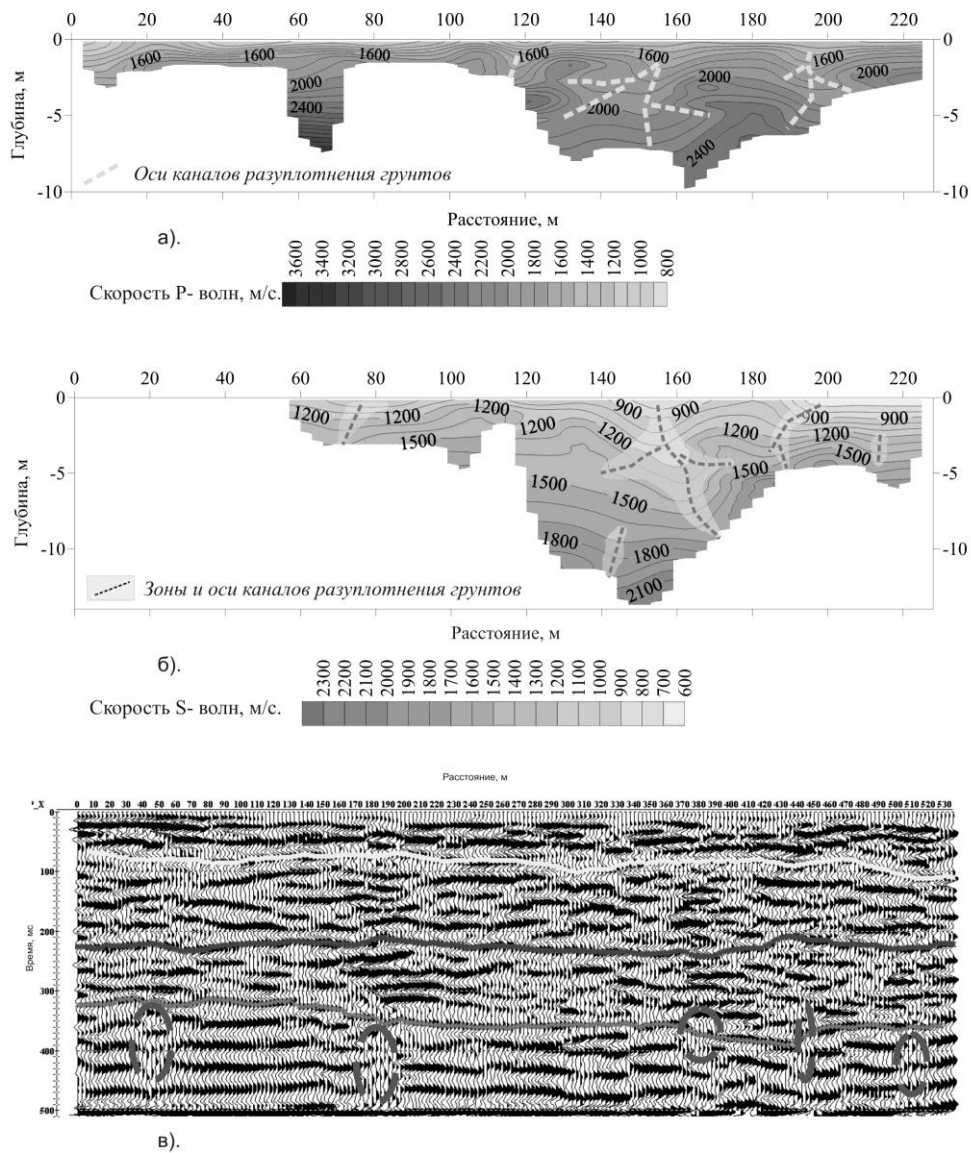 0 20 40 60 80 100 120 140 160 180 200 225
0 1600 1600 1600 1600 1600 0
2000 2000 2000
2400
-5 2000 -5
2400
Глубина, м
Оси каналов разуплотнения грунтов
-10 -10
Расстояние, м
а).
3600 3400 3200 3000 2800 2600 2400 2200 2000 1800 1600 1400 1200 1000 800
Скорость P- волн, м/с.
0 20 40 60 80 100 120 140 160 180 200 225
0 1200 1200 1200 900 900 900 900 0
1200 1200 1200 1200
1500 1500 1500
-5 -5
1500 1500
Глубина, м
1800 1800
-10 -10
2100
Зоны и оси каналов разуплотнения грунтов
Расстояние, м
б).
2300 2200 2100 2000 1900 1800 1700 1600 1500 1400 1300 1200 1100 1000 900 800 700 600
Скорость S- волн, м/с.
Расстояние, м
0 10 20 30 40 50 60 70 80 90 100 110 120 130 140 150 160 170 180 190 200 210 220 230 240 250 260 270 280 290 300 310 320 330 340 350 360 370 380 390 400 410 420 430 440 450 460 470 480 490 500 510 520 530
0
100
200
Время, мс
300
400
500
в).